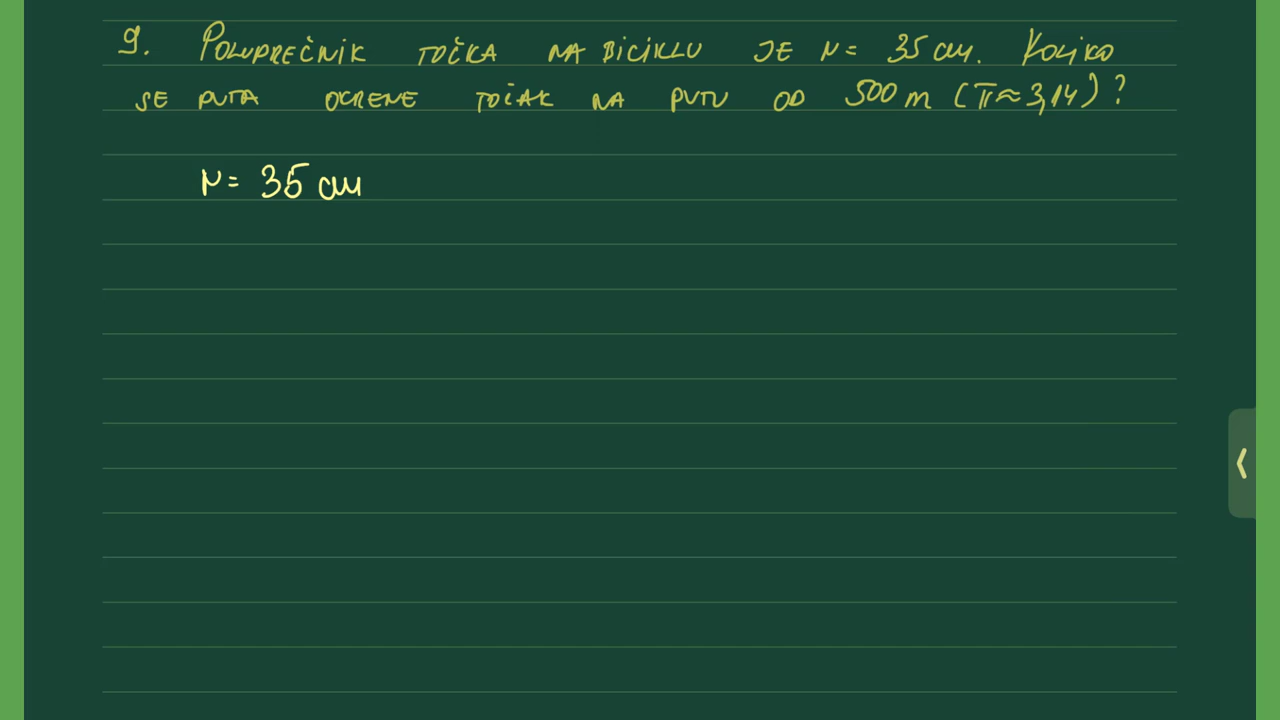 9. POLUPREČNIK TOČKA NA BICIKLU JE r = 35 cm. KOLIKO
SE PUTA OKRENE TOČAK NA PUTU OD 500 m (π ≈ 3,14)?
r = 35 cm